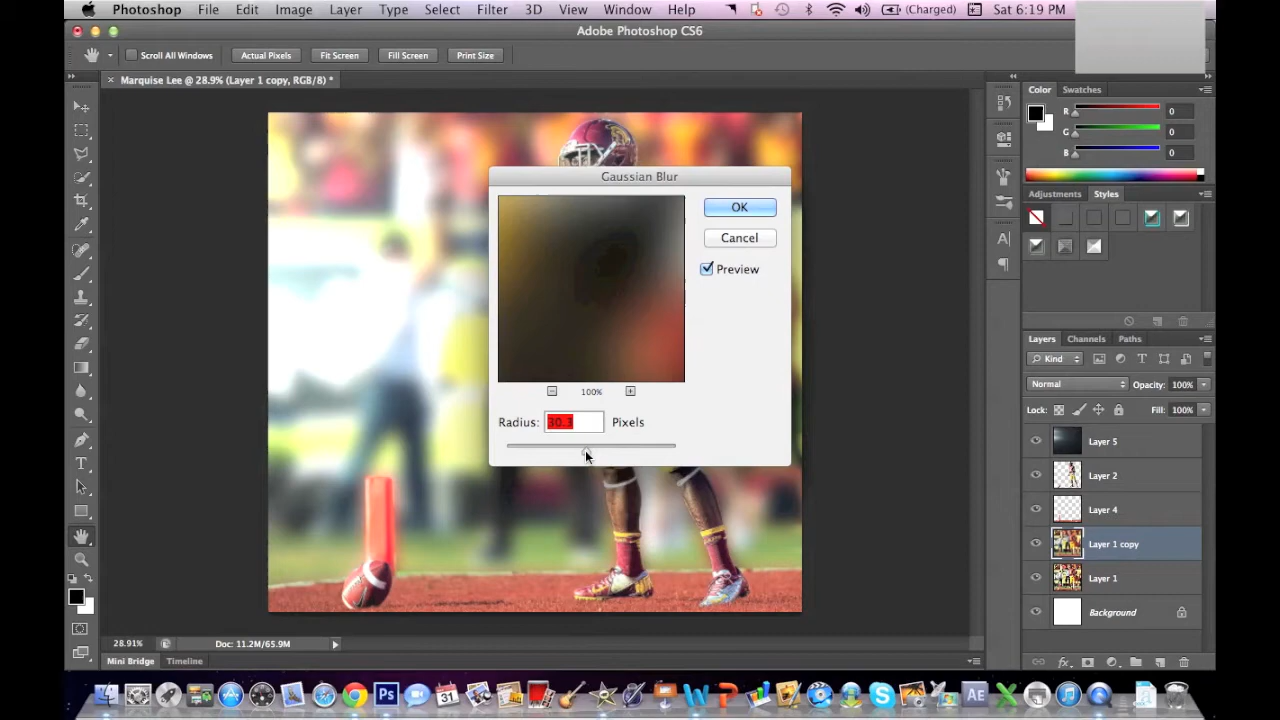 Photoshop File Edit Image Layer Type Select Filter 3D View Window Help (Charged) Sat 6:19 PM
Adobe Photoshop CS6
Scroll All Windows Actual Pixels Fit Screen Fill Screen Print Size
× Marquise Lee @ 28.9% (Layer 1 copy, RGB/8) *
Color Swatches
R 0
G 0
B 0
Adjustments Styles
Gaussian Blur
OK
Cancel
Preview
100%
Radius: 30.3 Pixels
Layers Channels Paths
Kind
Normal Opacity: 100%
Lock: Fill: 100%
Layer 5
Layer 2
Layer 4
Layer 1 copy
Layer 1
Background
28.91% Doc: 11.2M/65.9M
Mini Bridge Timeline